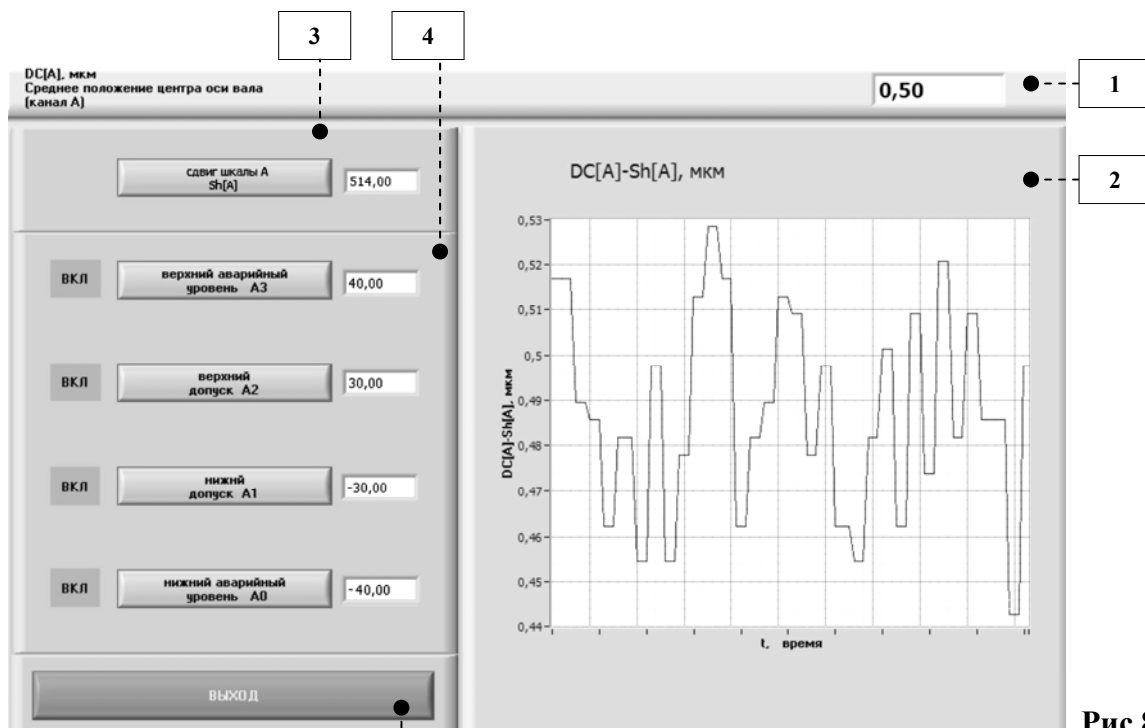 3
4
DC[A], мкм
Среднее положение центра оси вала
(канал А)
0,50
1
сдвиг шкалы А
Sh[A]
514,00
DC[A]-Sh[A], мкм
2
ВКЛ
верхний аварийный
уровень А3
40,00
ВКЛ
верхний
допуск А2
30,00
ВКЛ
нижнй
допуск А1
-30,00
ВКЛ
нижний аварийный
уровень А0
-40,00
ВЫХОД
DC[A]-Sh[A], мкм
0,53
0,52
0,51
0,5
0,49
0,48
0,47
0,46
0,45
0,44
t, время
Рис